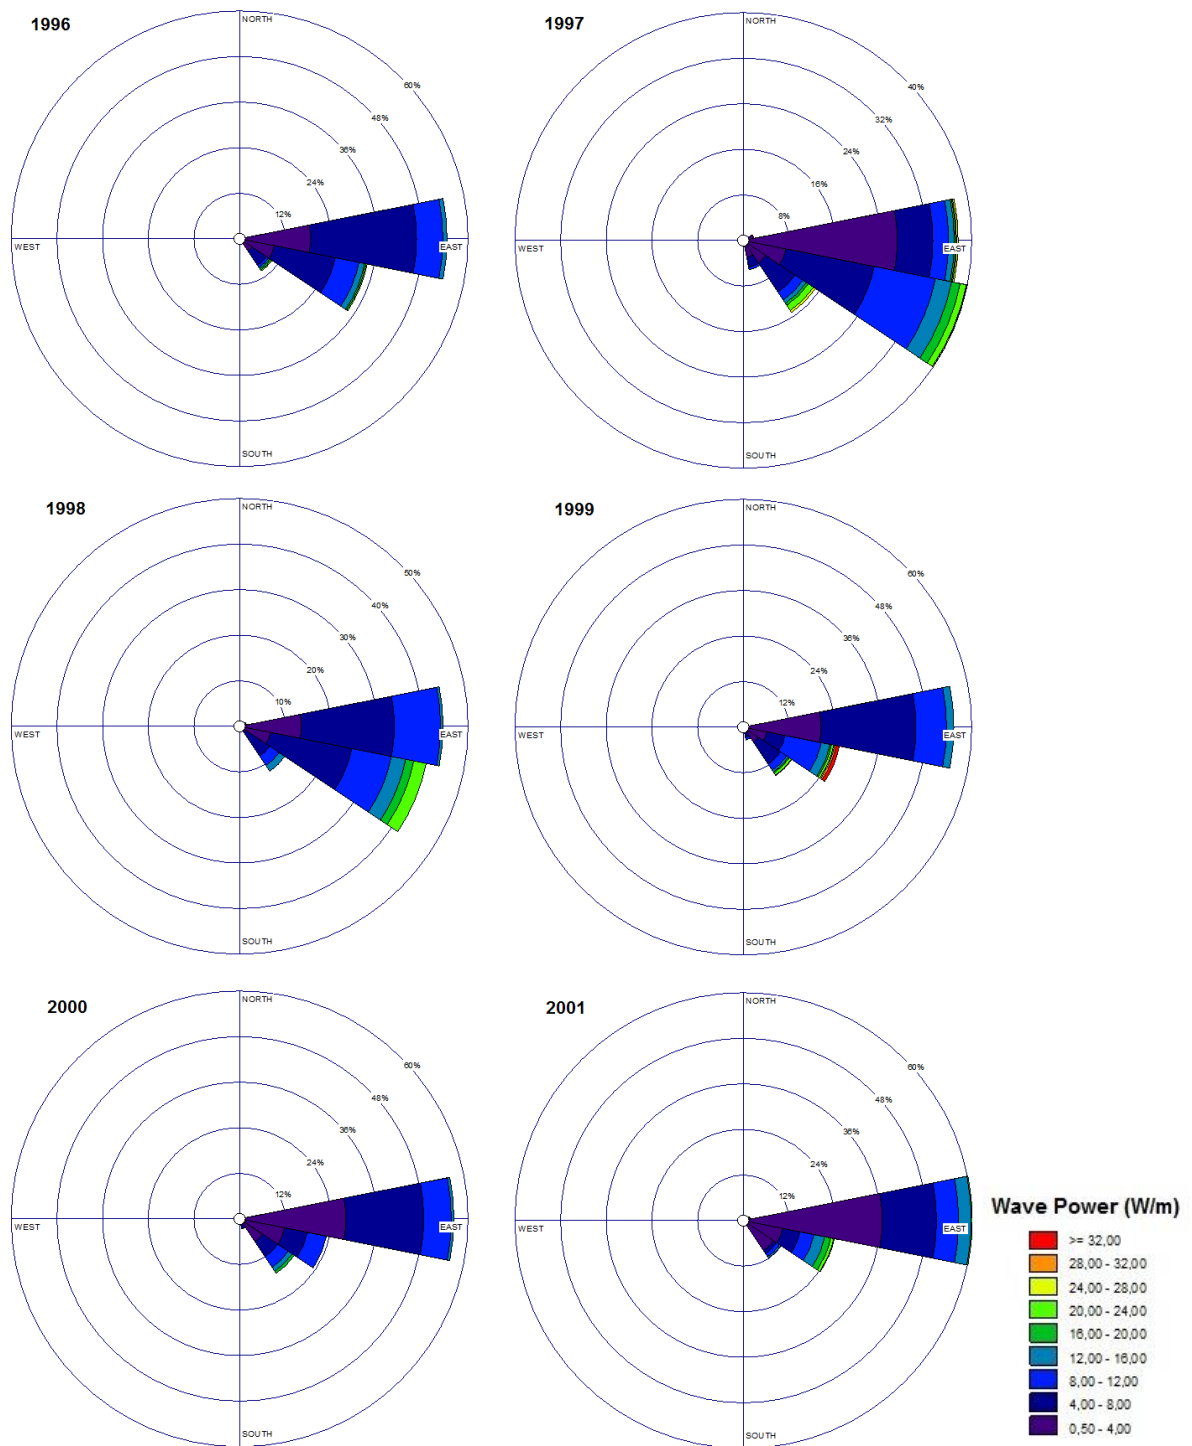 1996
NORTH
60%
48%
36%
24%
12%
WEST
EAST
SOUTH
1997
NORTH
40%
32%
24%
16%
8%
WEST
EAST
SOUTH
1998
NORTH
50%
40%
30%
20%
10%
WEST
EAST
SOUTH
1999
NORTH
60%
48%
36%
24%
12%
WEST
EAST
SOUTH
2000
NORTH
60%
48%
36%
24%
12%
WEST
EAST
SOUTH
2001
NORTH
60%
48%
36%
24%
12%
WEST
EAST
SOUTH
Wave Power (W/m)
>= 32,00
28,00 - 32,00
24,00 - 28,00
20,00 - 24,00
16,00 - 20,00
12,00 - 16,00
8,00 - 12,00
4,00 - 8,00
0,50 - 4,00